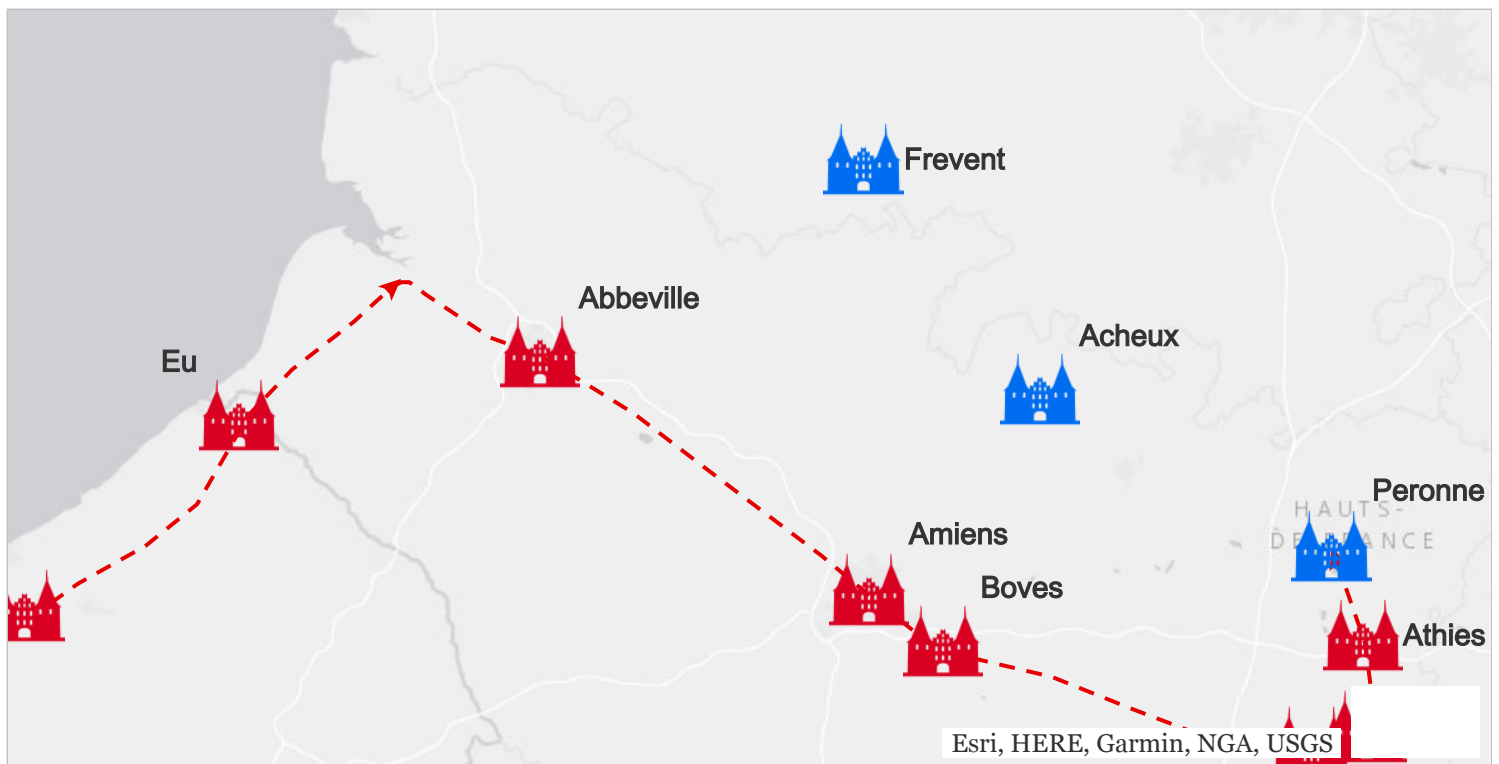 Frevent
Abbeville
Acheux
Eu
Peronne
HAUTS-
DE-FRANCE
Amiens
Boves
Athies
Esri, HERE, Garmin, NGA, USGS